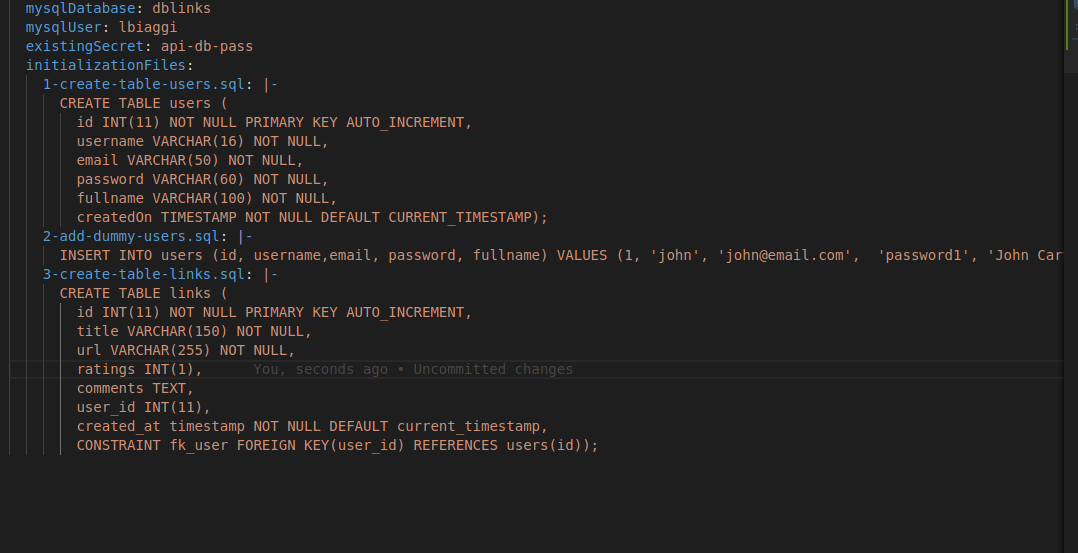 mysqlDatabase: dblinks
mysqlUser: lbiaggi
existingSecret: api-db-pass
initializationFiles:
1-create-table-users.sql: |-
CREATE TABLE users (
id INT(11) NOT NULL PRIMARY KEY AUTO_INCREMENT,
username VARCHAR(16) NOT NULL,
email VARCHAR(50) NOT NULL,
password VARCHAR(60) NOT NULL,
fullname VARCHAR(100) NOT NULL,
createdOn TIMESTAMP NOT NULL DEFAULT CURRENT_TIMESTAMP);
2-add-dummy-users.sql: |-
INSERT INTO users (id, username,email, password, fullname) VALUES (1, 'john', 'john@email.com',  'password1', 'John Car
3-create-table-links.sql: |-
CREATE TABLE links (
id INT(11) NOT NULL PRIMARY KEY AUTO_INCREMENT,
title VARCHAR(150) NOT NULL,
url VARCHAR(255) NOT NULL,
ratings INT(1), You, seconds ago • Uncommitted changes
comments TEXT,
user_id INT(11),
created_at timestamp NOT NULL DEFAULT current_timestamp,
CONSTRAINT fk_user FOREIGN KEY(user_id) REFERENCES users(id));